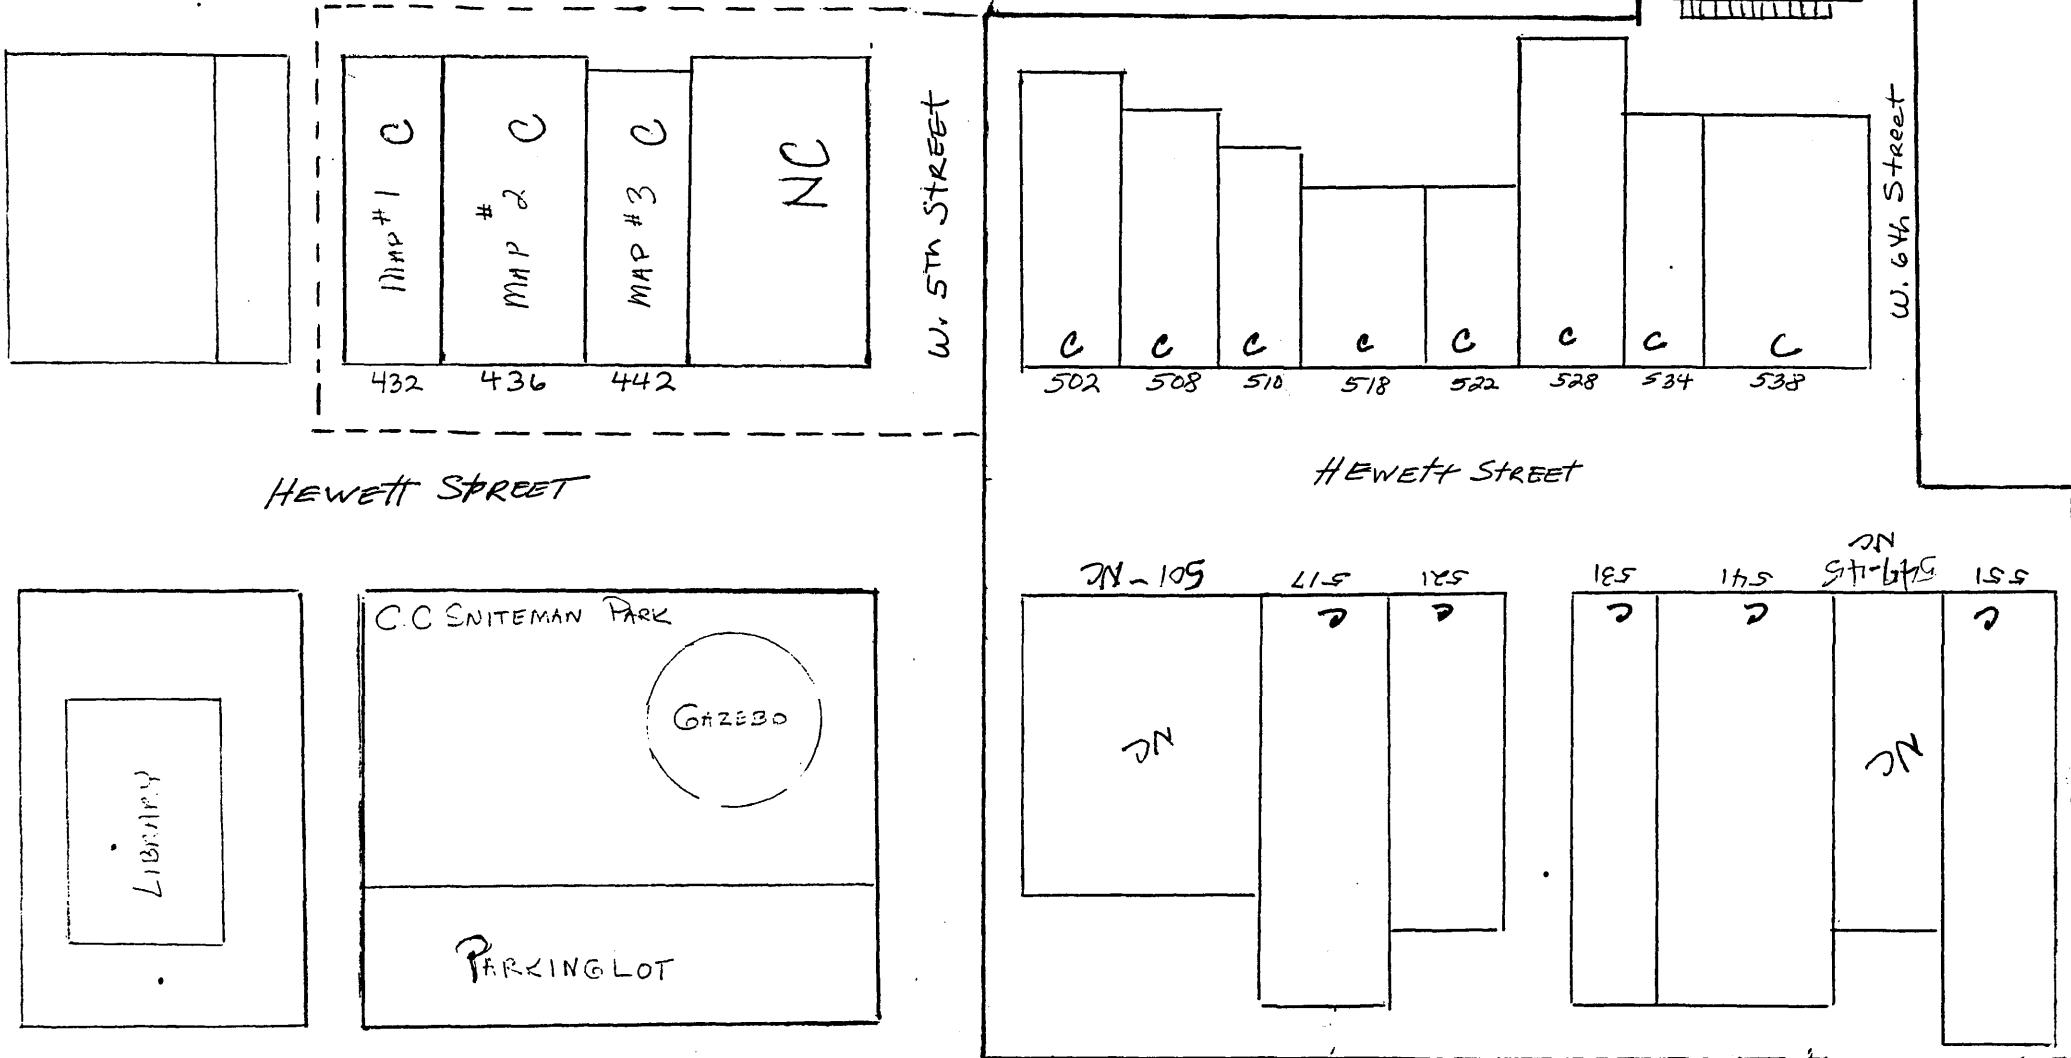 MAP #1 C
MAP # 2 C
MAP #3 C
NC
432
436
442
W. 5TH STREET
HEWETT STREET
C
C
C
C
C
C
C
C
502
508
510
518
522
528
534
538
W. 6th Street
HEWETT STREET
C.C SNITEMAN PARK
GAZEBO
PARKINGLOT
LIBRARY
501-NC
517
521
531
541
NC
551
C
C
C
C
C
NC
NC